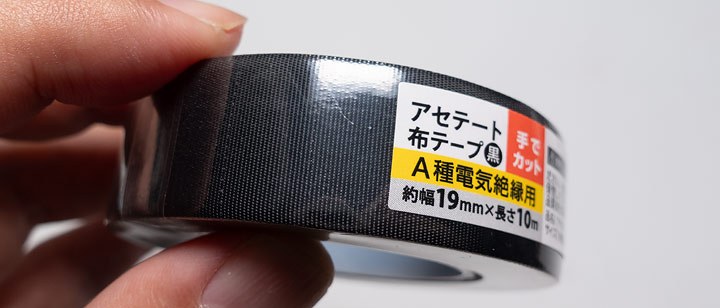 アセテート
布テープ黒
手で
カット
A種電気絶縁用
約幅19mm×長さ10m